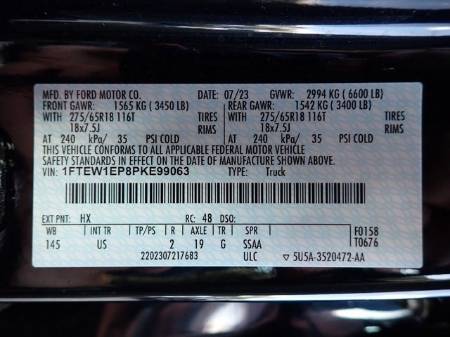 MFD. BY FORD MOTOR CO. DATE: 07/23 GVWR: 2994 KG (6600 LB)
FRONT GAWR: 1565 KG (3450 LB) REAR GAWR: 1542 KG (3400 LB)
WITH 275/65R18 116T TIRES WITH 275/65R18 116T TIRES
18x7.5J RIMS 18x7.5J RIMS
AT 240 kPa/ 35 PSI COLD AT 240 kPa/ 35 PSI COLD
THIS VEHICLE CONFORMS TO ALL APPLICABLE FEDERAL MOTOR VEHICLE
SAFETY STANDARDS IN EFFECT ON THE DATE OF MANUFACTURE SHOWN ABOVE.
VIN: 1FTEW1EP8PKE99063 TYPE: Truck
EXT PNT: HX RC: 48 DSO: F0158
WB INT TR TP/PS R AXLE TR SPR T0676
145 US 2 19 G SSAA
2202307217683 ULC 5U5A-3520472-AA